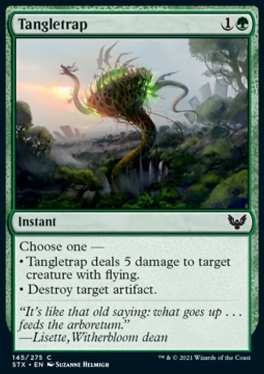 Tangletrap 1
Instant
Choose one —
• Tangletrap deals 5 damage to target
creature with flying.
• Destroy target artifact.
"It's like that old saying: what goes up . . .
feeds the arboretum."
—Lisette, Witherbloom dean
145/275 C
STX • EN SUZANNE HELMIGH
™ & © 2021 Wizards of the Coast